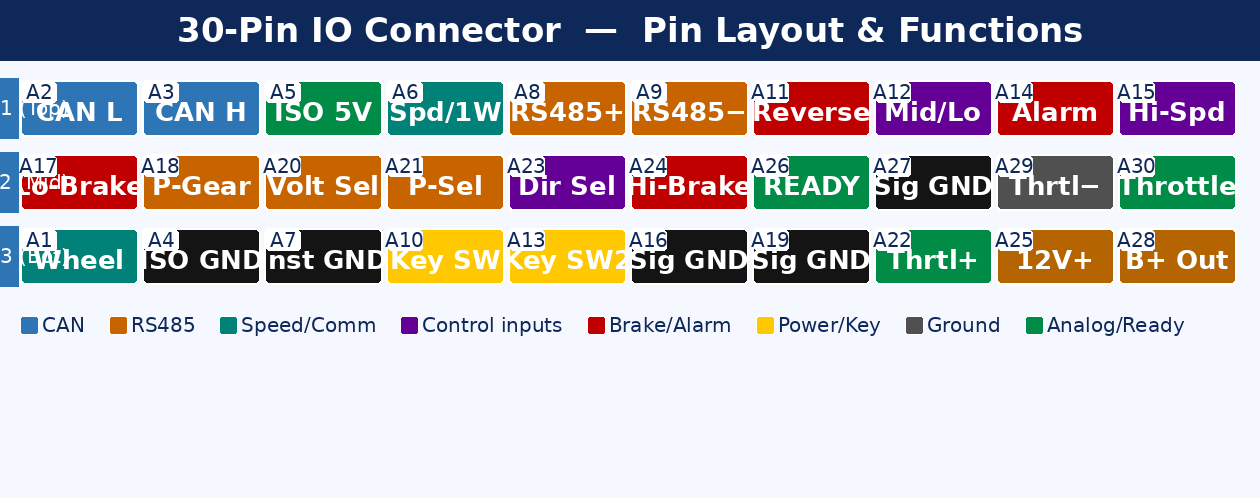 30-Pin IO Connector — Pin Layout & Functions
A2 A3 A5 A6 A8 A9 A11 A12 A14 A15
1 (Top) CAN L CAN H ISO 5V Spd/1W RS485+ RS485− Reverse Mid/Lo Alarm Hi-Spd
A17 A18 A20 A21 A23 A24 A26 A27 A29 A30
2 (Mid) Lo-Brake P-Gear Volt Sel P-Sel Dir Sel Hi-Brake READY Sig GND Thrtl− Throttle
A1 A4 A7 A10 A13 A16 A19 A22 A25 A28
3 Wheel ISO GND Inst GND Key SW Key SW2 Sig GND Sig GND Thrtl+ 12V+ B+ Out
CAN RS485 Speed/Comm Control inputs Brake/Alarm Power/Key Ground Analog/Ready